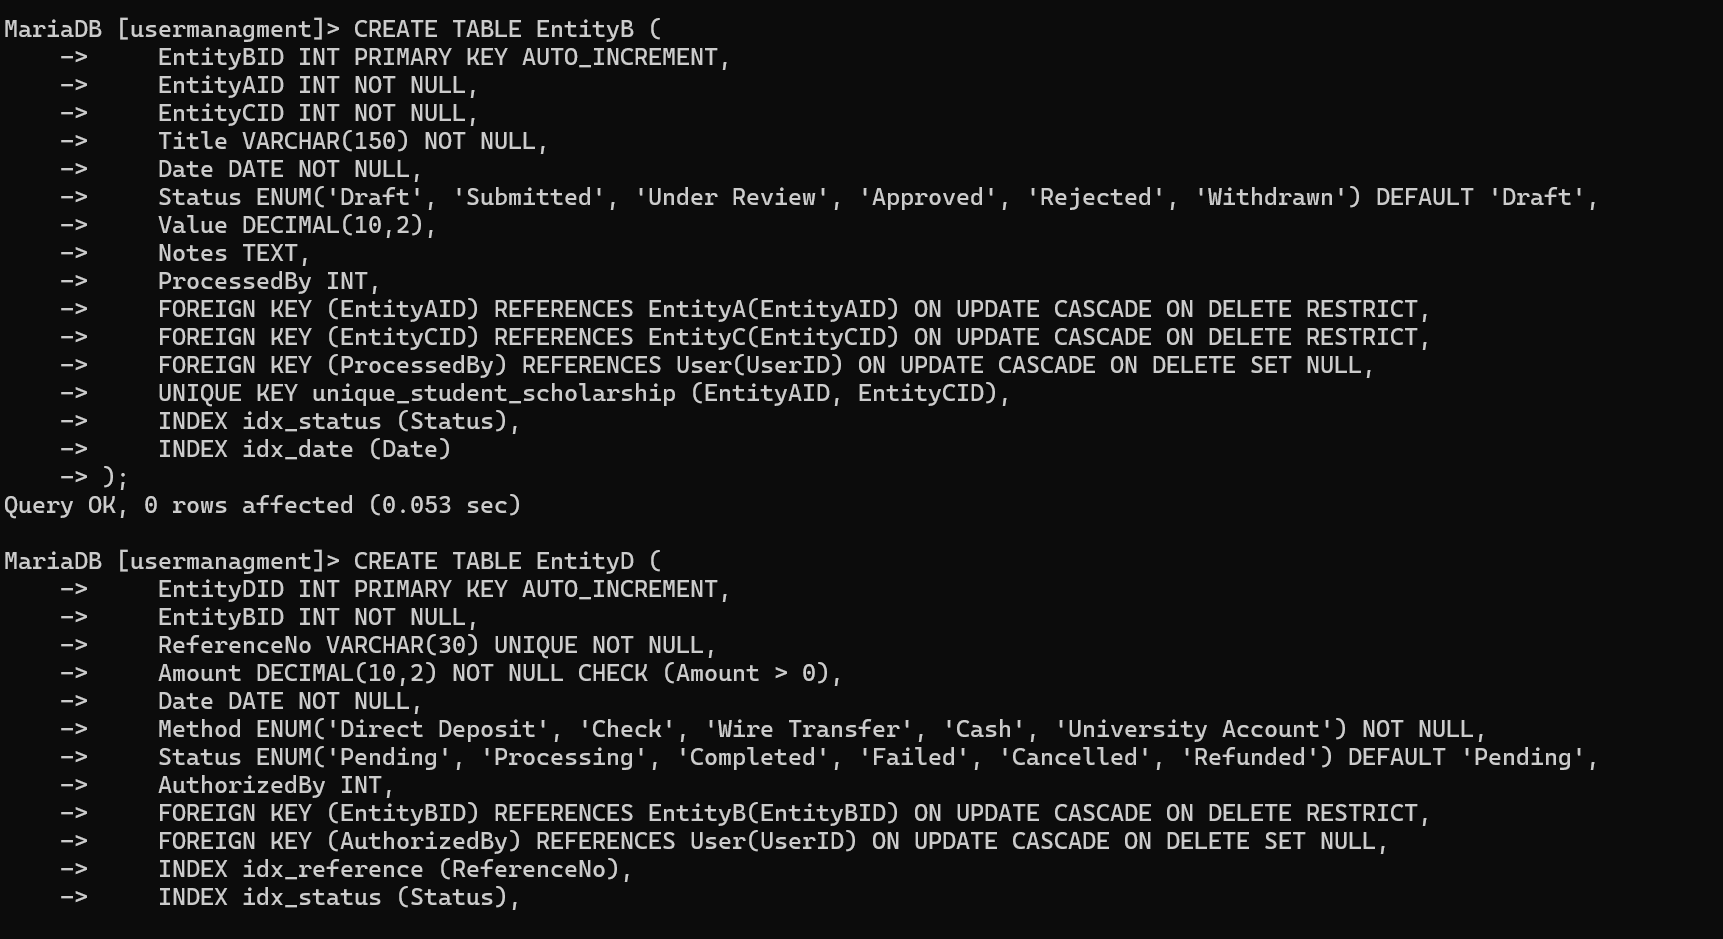 MariaDB [usermanagment]> CREATE TABLE EntityB (
    ->     EntityBID INT PRIMARY KEY AUTO_INCREMENT,
    ->     EntityAID INT NOT NULL,
    ->     EntityCID INT NOT NULL,
    ->     Title VARCHAR(150) NOT NULL,
    ->     Date DATE NOT NULL,
    ->     Status ENUM('Draft', 'Submitted', 'Under Review', 'Approved', 'Rejected', 'Withdrawn') DEFAULT 'Draft',
    ->     Value DECIMAL(10,2),
    ->     Notes TEXT,
    ->     ProcessedBy INT,
    ->     FOREIGN KEY (EntityAID) REFERENCES EntityA(EntityAID) ON UPDATE CASCADE ON DELETE RESTRICT,
    ->     FOREIGN KEY (EntityCID) REFERENCES EntityC(EntityCID) ON UPDATE CASCADE ON DELETE RESTRICT,
    ->     FOREIGN KEY (ProcessedBy) REFERENCES User(UserID) ON UPDATE CASCADE ON DELETE SET NULL,
    ->     UNIQUE KEY unique_student_scholarship (EntityAID, EntityCID),
    ->     INDEX idx_status (Status),
    ->     INDEX idx_date (Date)
    -> );
Query OK, 0 rows affected (0.053 sec)

MariaDB [usermanagment]> CREATE TABLE EntityD (
    ->     EntityDID INT PRIMARY KEY AUTO_INCREMENT,
    ->     EntityBID INT NOT NULL,
    ->     ReferenceNo VARCHAR(30) UNIQUE NOT NULL,
    ->     Amount DECIMAL(10,2) NOT NULL CHECK (Amount > 0),
    ->     Date DATE NOT NULL,
    ->     Method ENUM('Direct Deposit', 'Check', 'Wire Transfer', 'Cash', 'University Account') NOT NULL,
    ->     Status ENUM('Pending', 'Processing', 'Completed', 'Failed', 'Cancelled', 'Refunded') DEFAULT 'Pending',
    ->     AuthorizedBy INT,
    ->     FOREIGN KEY (EntityBID) REFERENCES EntityB(EntityBID) ON UPDATE CASCADE ON DELETE RESTRICT,
    ->     FOREIGN KEY (AuthorizedBy) REFERENCES User(UserID) ON UPDATE CASCADE ON DELETE SET NULL,
    ->     INDEX idx_reference (ReferenceNo),
    ->     INDEX idx_status (Status),